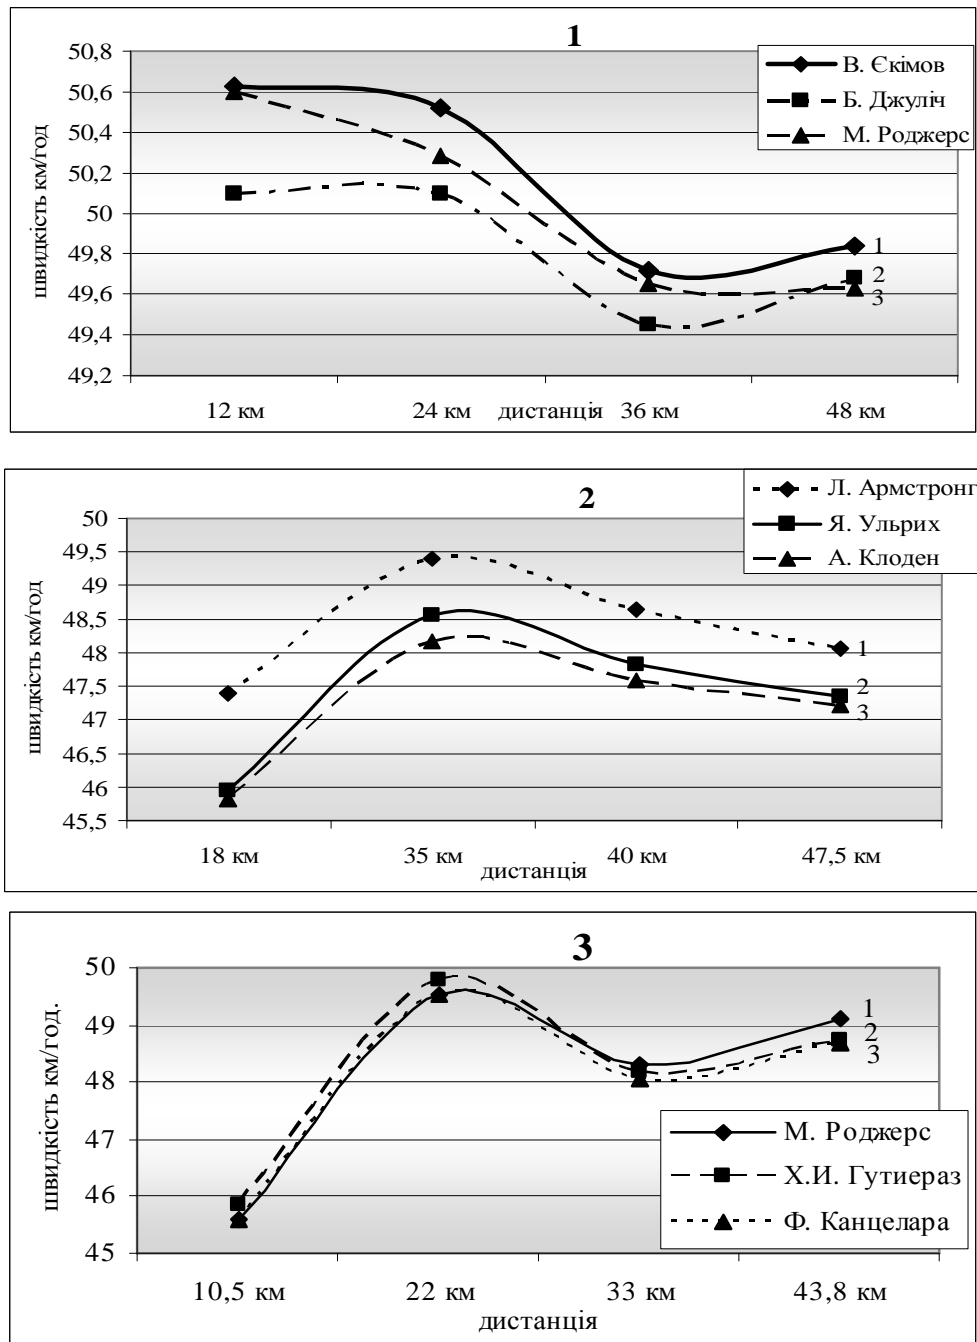 1
50,8
50,6
50,4
50,2
50
49,8
49,6
49,4
49,2
швидкість км/год
В. Єкімов
Б. Джуліч
М. Роджерс
1
2
3
12 км 24 км дистанція 36 км 48 км
2
50
49,5
49
48,5
48
47,5
47
46,5
46
45,5
швидкість км/год
Л. Армстронг
Я. Ульрих
А. Клоден
1
2
3
18 км 35 км 40 км 47,5 км
дистанція
3
50
49
48
47
46
45
швидкість км/год.
1
2
3
М. Роджерс
Х.И. Гутиераз
Ф. Канцелара
10,5 км 22 км 33 км 43,8 км
дистанція